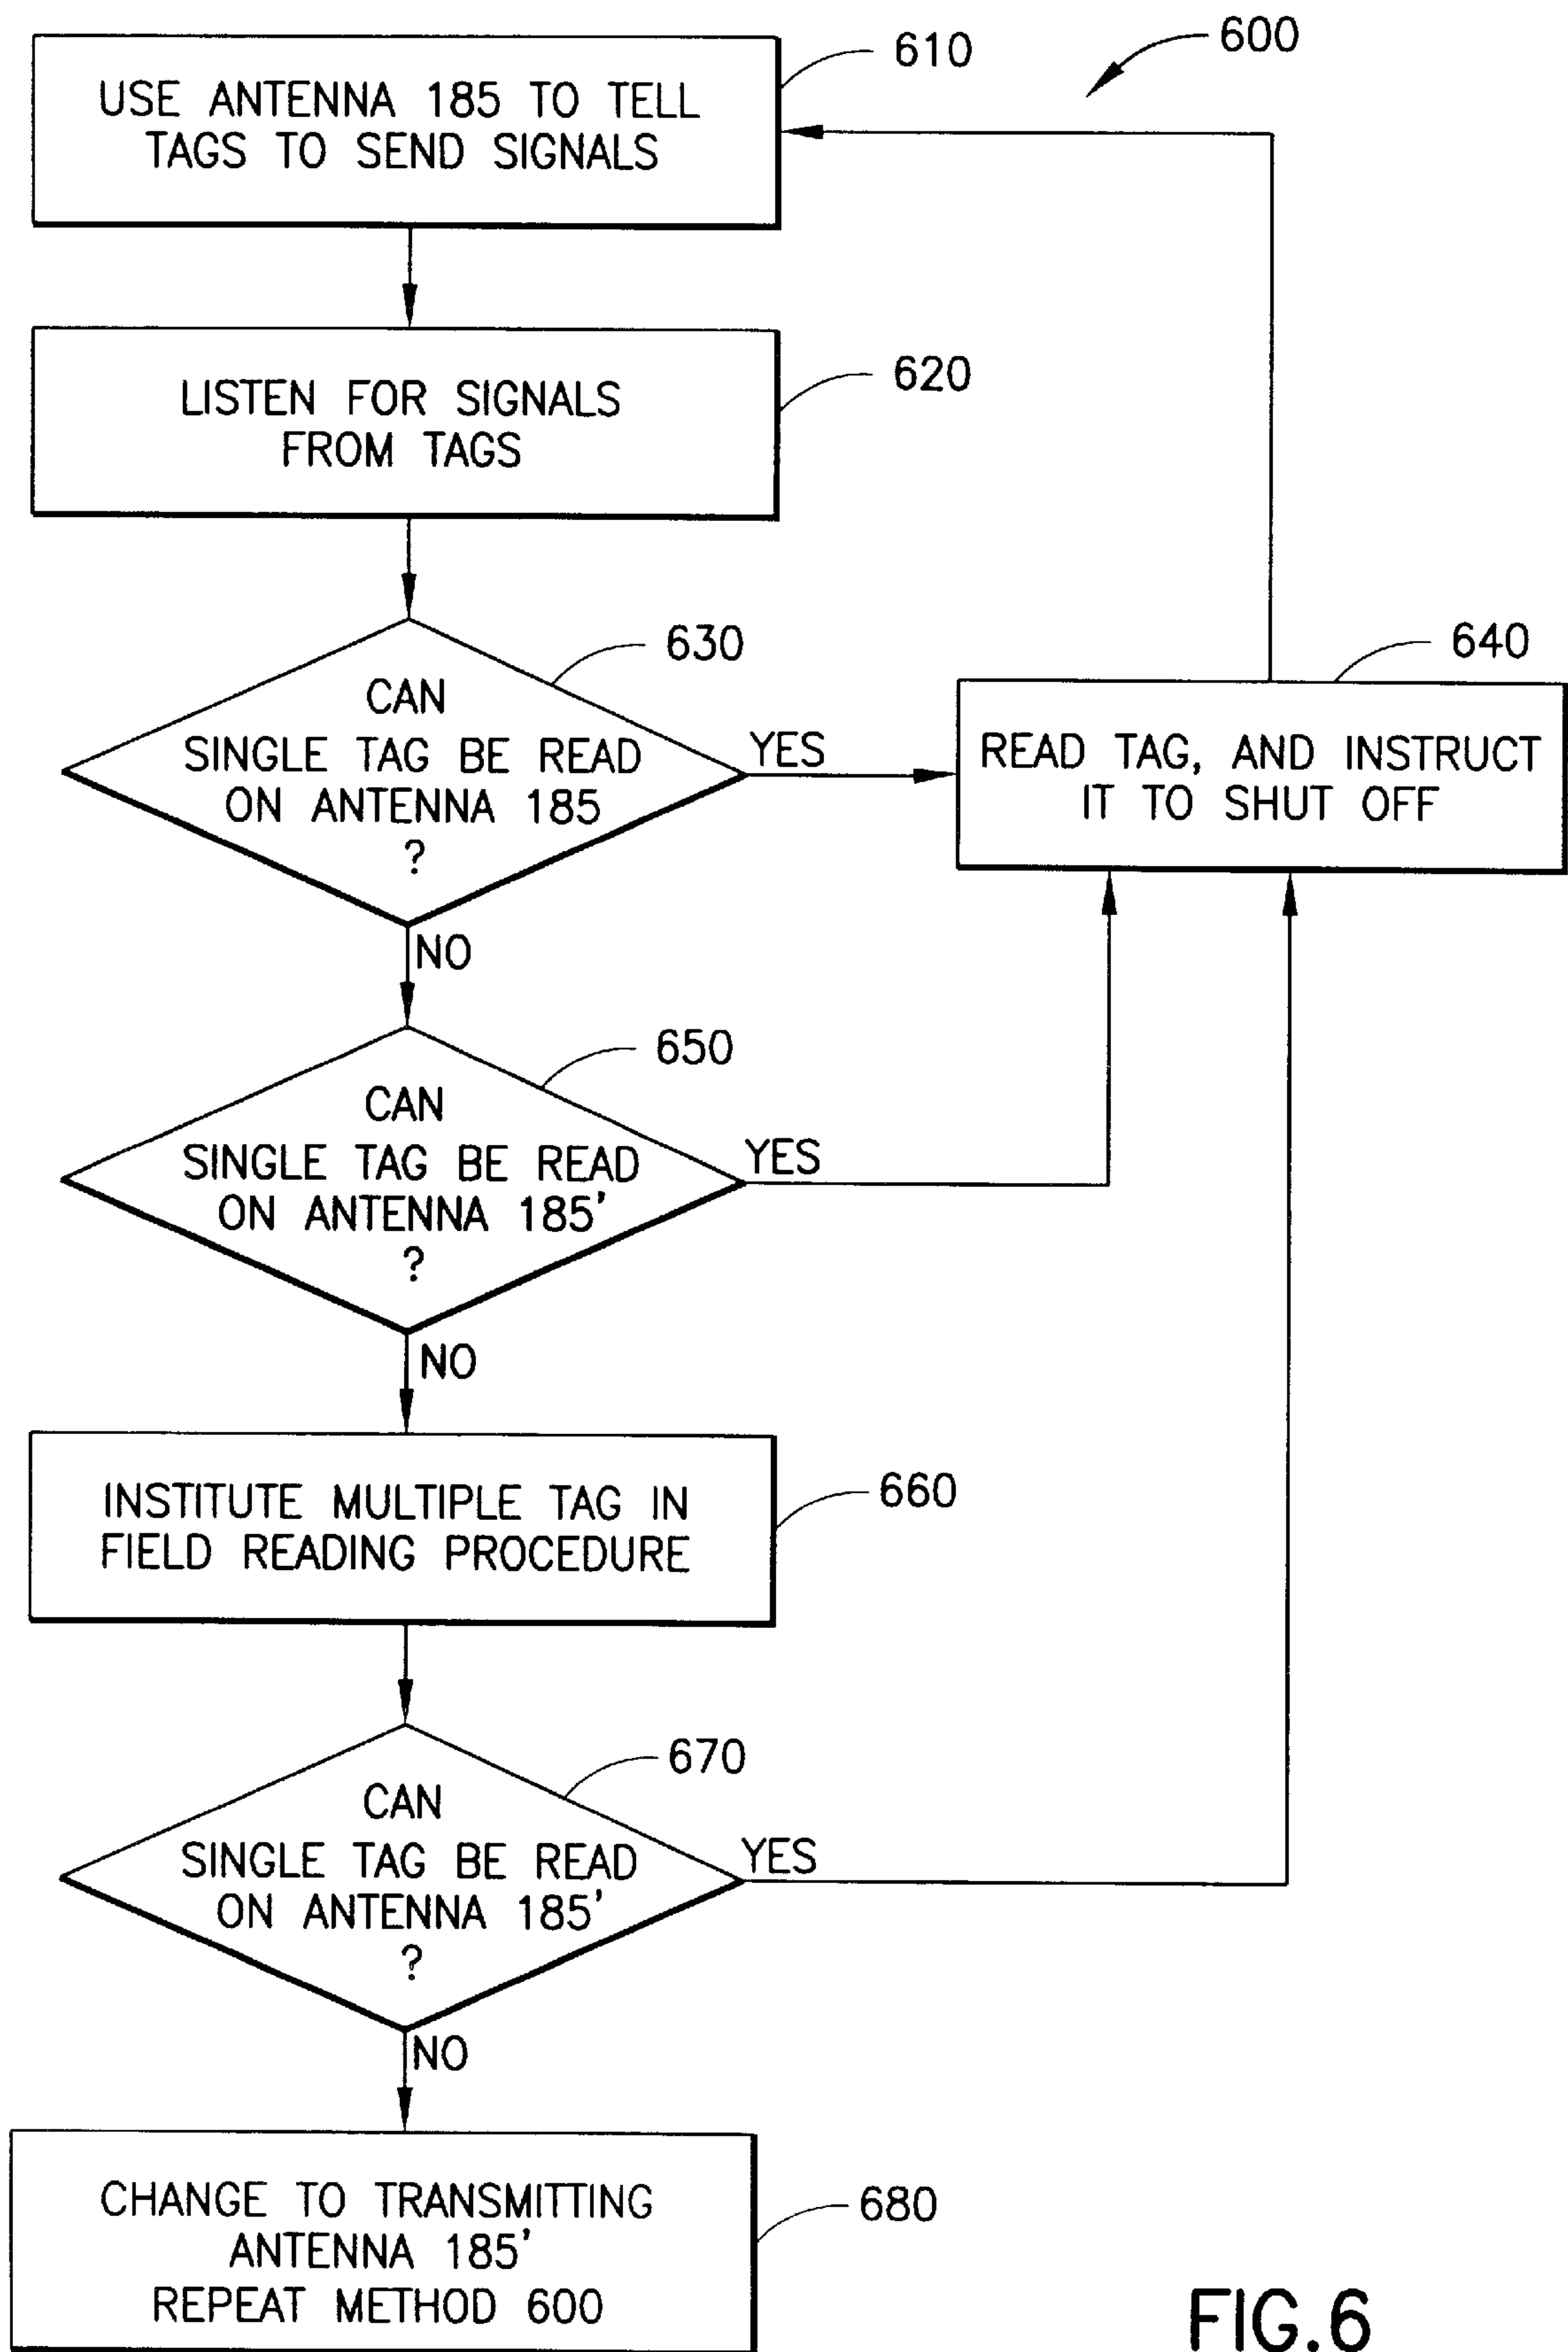 600
610
USE ANTENNA 185 TO TELL
TAGS TO SEND SIGNALS
620
LISTEN FOR SIGNALS
FROM TAGS
630
CAN
SINGLE TAG BE READ
ON ANTENNA 185
?
YES
640
READ TAG, AND INSTRUCT
IT TO SHUT OFF
NO
650
CAN
SINGLE TAG BE READ
ON ANTENNA 185'
?
YES
NO
660
INSTITUTE MULTIPLE TAG IN
FIELD READING PROCEDURE
670
CAN
SINGLE TAG BE READ
ON ANTENNA 185'
?
YES
NO
680
CHANGE TO TRANSMITTING
ANTENNA 185'
REPEAT METHOD 600
FIG.6